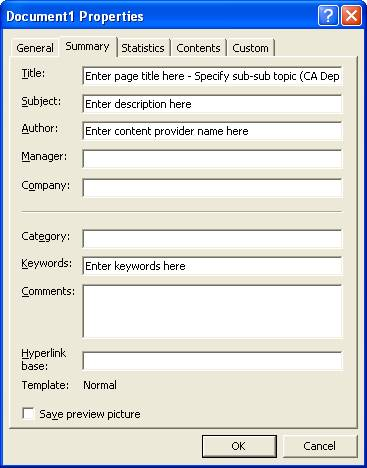 Document1 Properties
General Summary Statistics Contents Custom
Title: Enter page title here - Specify sub-sub topic (CA Dep
Subject: Enter description here
Author: Enter content provider name here
Manager:
Company:
Category:
Keywords: Enter keywords here
Comments:
Hyperlink
base:
Template: Normal
Save preview picture
OK Cancel